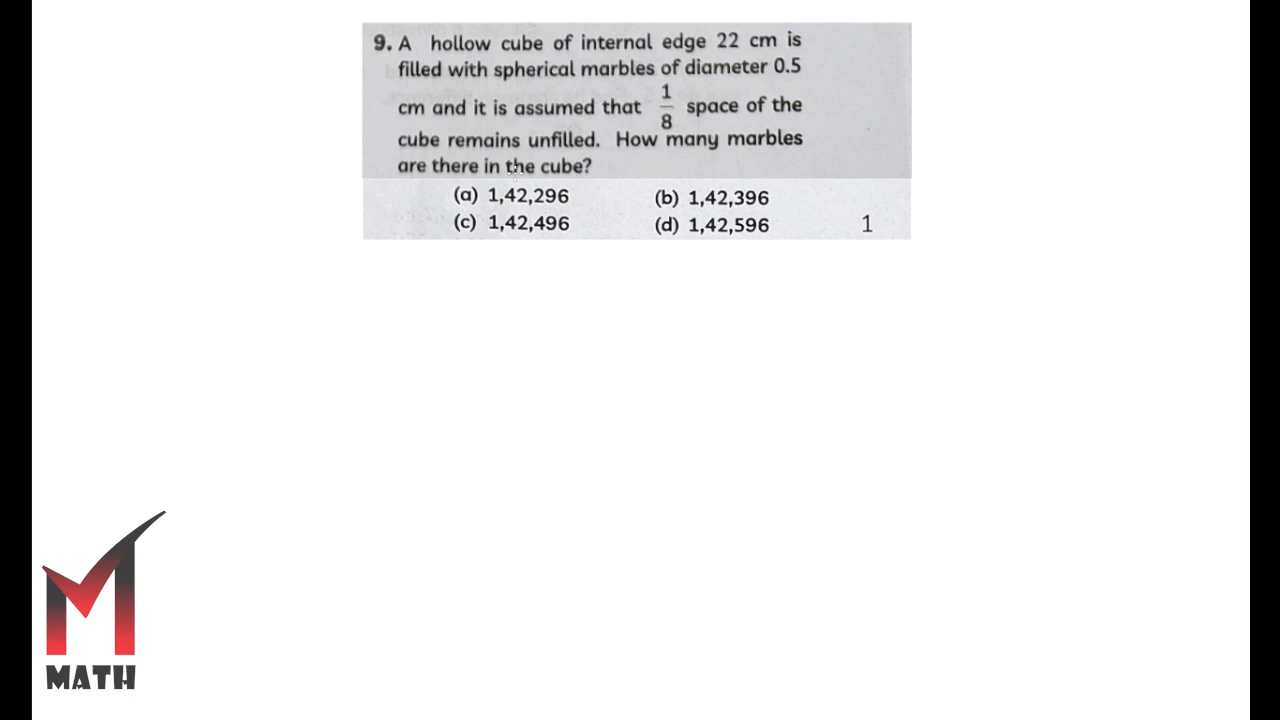 9. A hollow cube of internal edge 22 cm is
filled with spherical marbles of diameter 0.5
cm and it is assumed that 1/8 space of the
cube remains unfilled. How many marbles
are there in the cube?
(a) 1,42,296 (b) 1,42,396
(c) 1,42,496 (d) 1,42,596 1
MATH